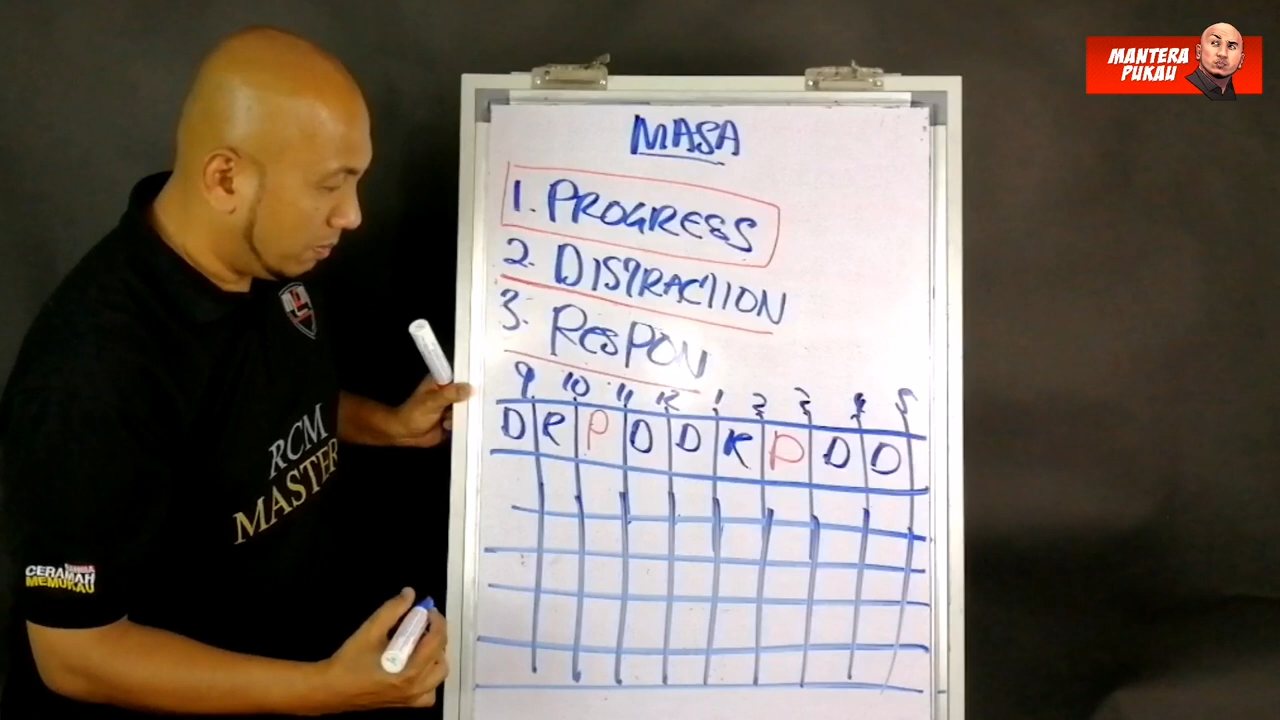 MANTERA
PUKAU
MASA
1. PROGRESS
2. DISTRACTION
3. RESPON
9 10 11 12 1 2 3 4 5
D R P D D R P D D
RCM
MASTER
CERAMAH
MEMUKAU